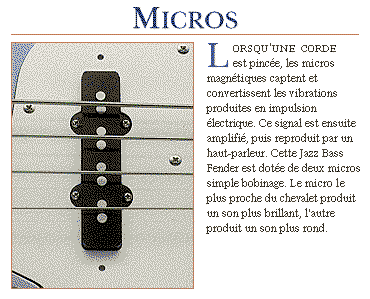 MICROS
LORSQU'UNE CORDE
est pincée, les micros
magnétiques captent et
convertissent les vibrations
produites en impulsion
électrique. Ce signal est ensuite
amplifié, puis reproduit par un
haut-parleur. Cette Jazz Bass
Fender est dotée de deux micros
simple bobinage. Le micro le
plus proche du chevalet produit
un son plus brillant, l'autre
produit un son plus rond.